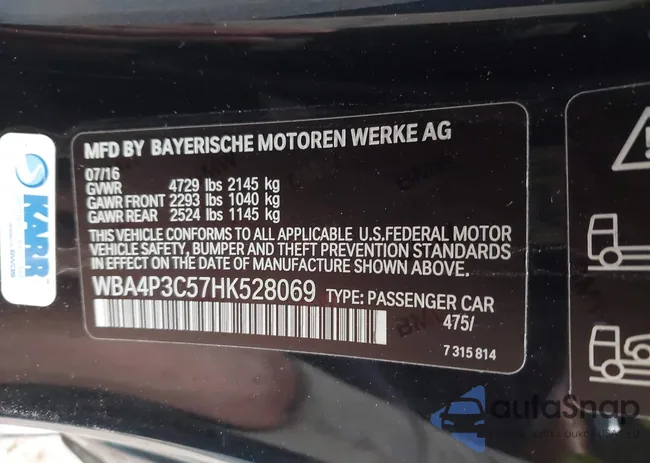 MFD BY BAYERISCHE MOTOREN WERKE AG
07/16
GVWR 4729 lbs 2145 kg
GAWR FRONT 2293 lbs 1040 kg
GAWR REAR 2524 lbs 1145 kg
THIS VEHICLE CONFORMS TO ALL APPLICABLE U.S.FEDERAL MOTOR
VEHICLE SAFETY, BUMPER AND THEFT PREVENTION STANDARDS
IN EFFECT ON THE DATE OF MANUFACTURE SHOWN ABOVE.
WBA4P3C57HK528069 TYPE: PASSENGER CAR
475/
7 315 814
KARR
autoSnap